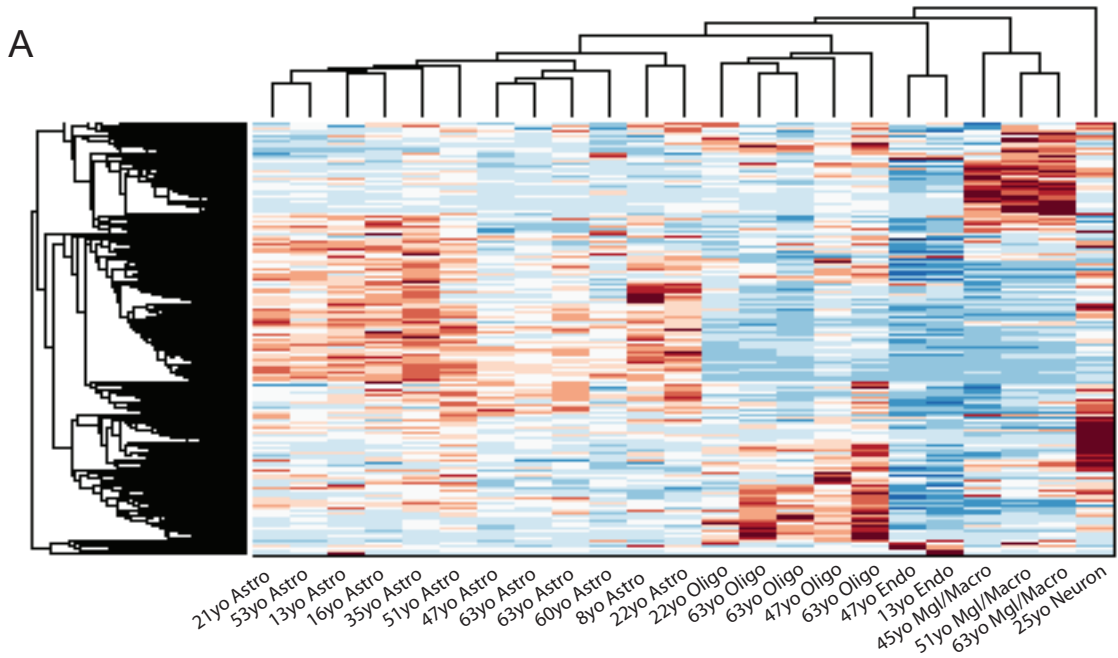 A
21yo Astro
53yo Astro
13yo Astro
16yo Astro
35yo Astro
51yo Astro
47yo Astro
63yo Astro
63yo Astro
60yo Astro
8yo Astro
22yo Astro
22yo Oligo
63yo Oligo
63yo Oligo
47yo Oligo
63yo Oligo
47yo Endo
13yo Endo
45yo Mgl/Macro
51yo Mgl/Macro
63yo Mgl/Macro
25yo Neuron